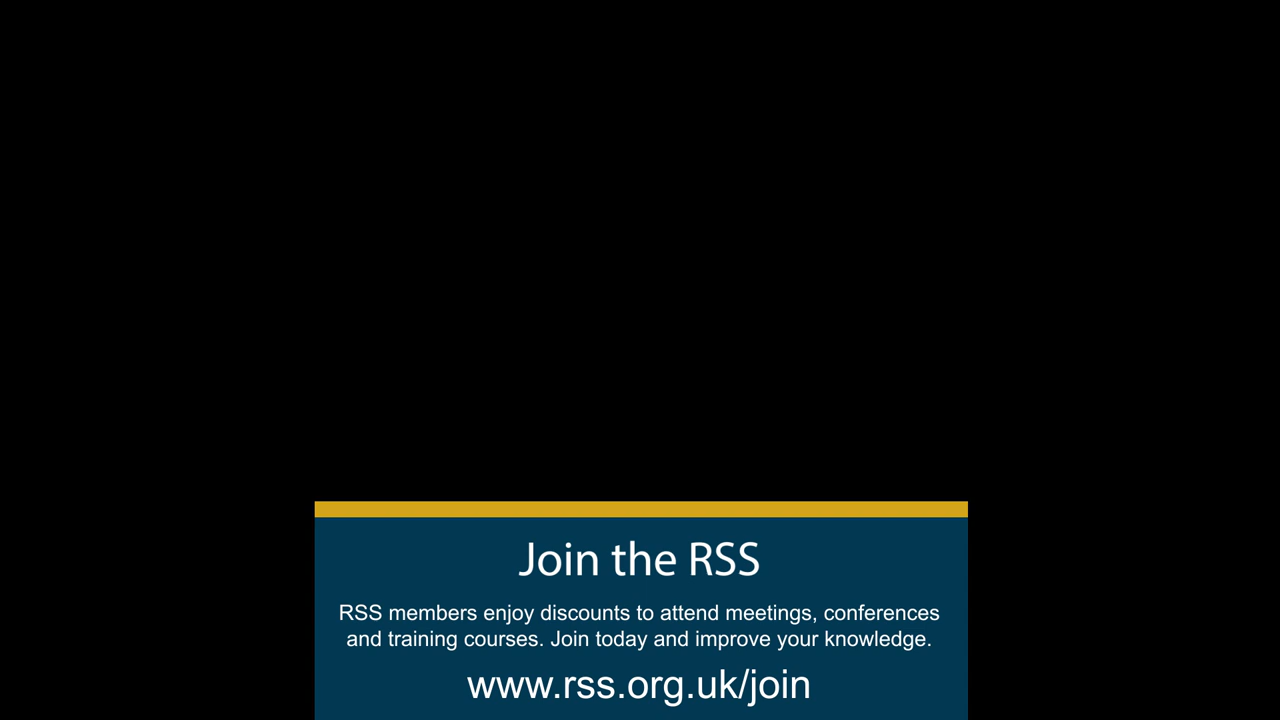 Join the RSS
RSS members enjoy discounts to attend meetings, conferences
and training courses. Join today and improve your knowledge.
www.rss.org.uk/join